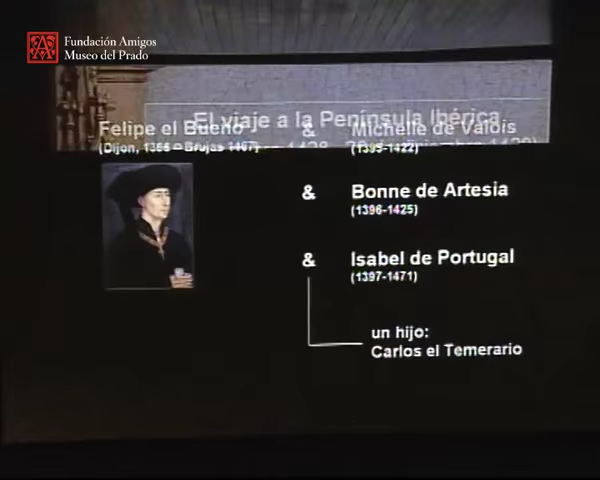 Fundación Amigos
Museo del Prado
El viaje a la Península Ibérica
Felipe el Bueno & Michelle de Valois
(1395-1422)
& Bonne de Artesia
(1396-1425)
& Isabel de Portugal
(1397-1471)
un hijo:
Carlos el Temerario